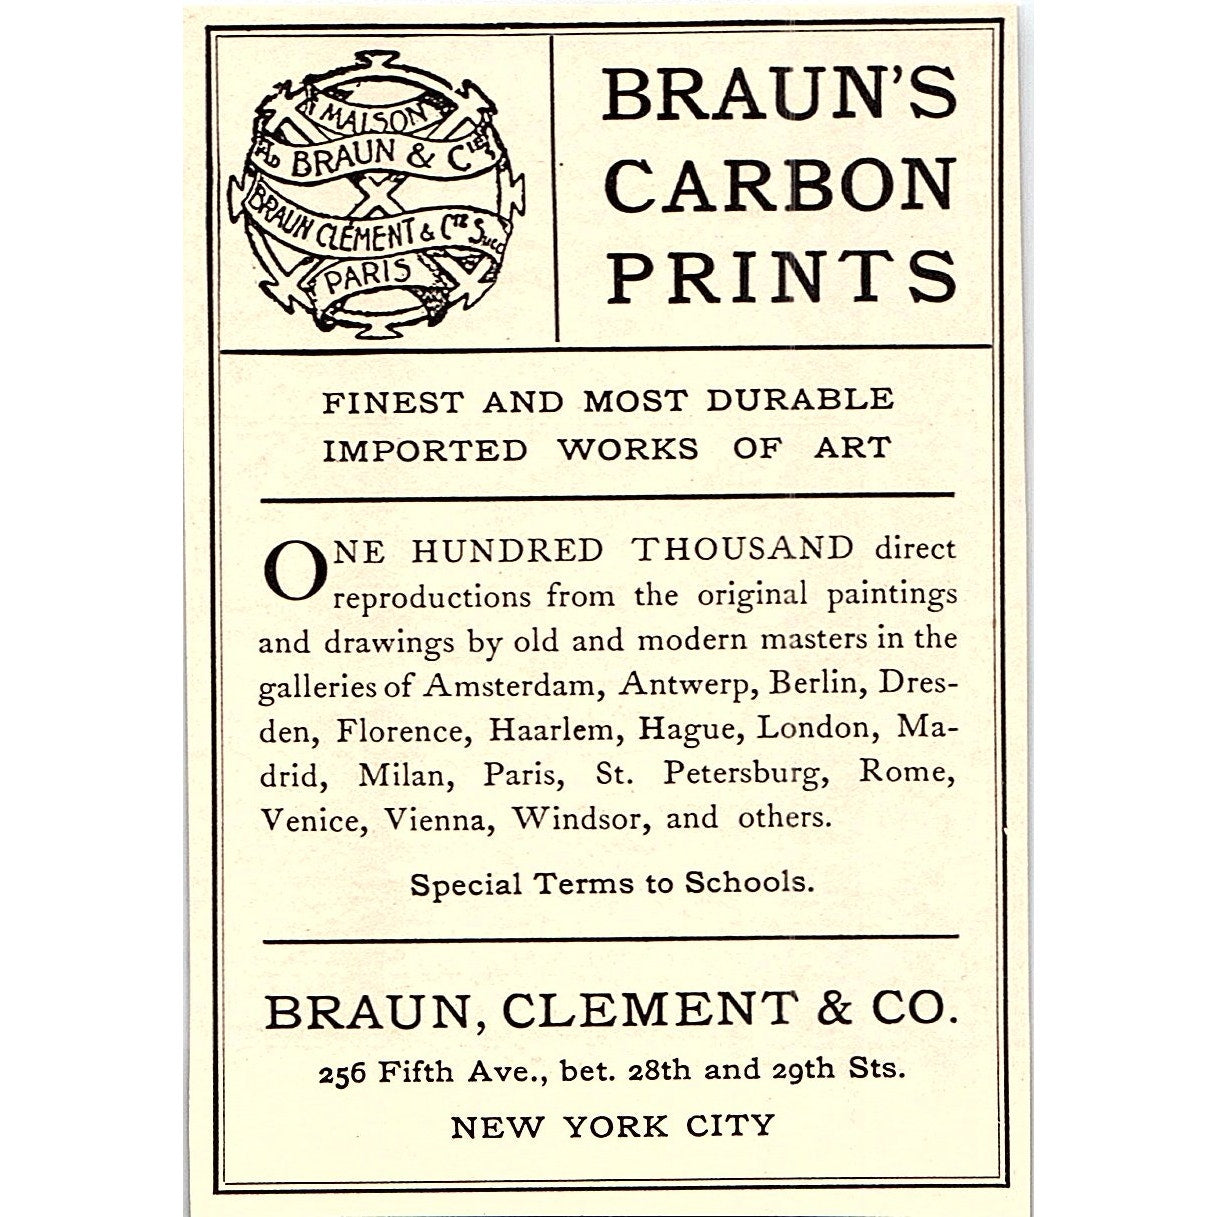 MAISON
AD BRAUN & CIE
BRAUN CLÉMENT & CIE Succ
PARIS
BRAUN'S
CARBON
PRINTS
FINEST AND MOST DURABLE
IMPORTED WORKS OF ART
ONE HUNDRED THOUSAND direct
reproductions from the original paintings
and drawings by old and modern masters in the
galleries of Amsterdam, Antwerp, Berlin, Dres-
den, Florence, Haarlem, Hague, London, Ma-
drid, Milan, Paris, St. Petersburg, Rome,
Venice, Vienna, Windsor, and others.
Special Terms to Schools.
BRAUN, CLEMENT & CO.
256 Fifth Ave., bet. 28th and 29th Sts.
NEW YORK CITY